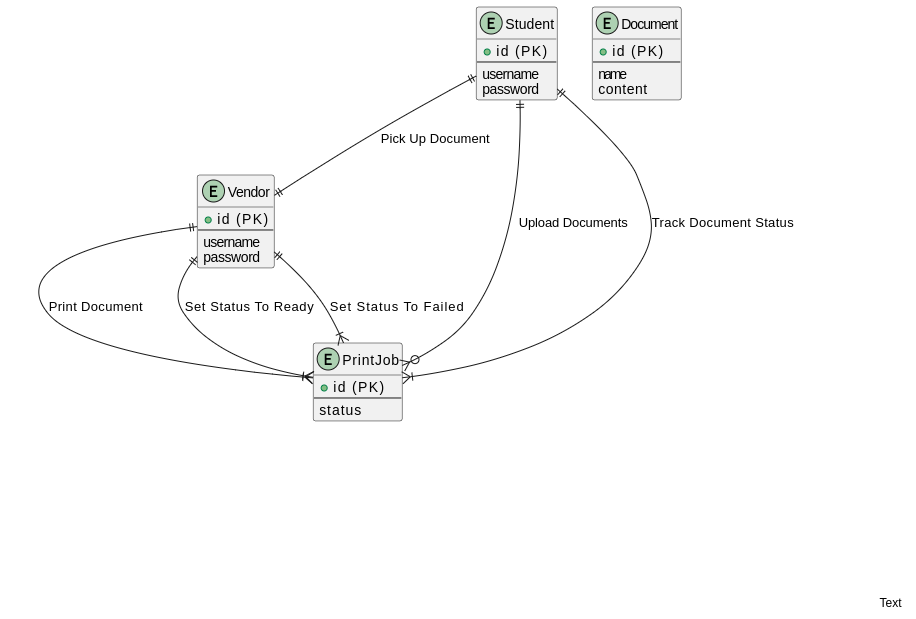 E Student
id (PK)
username
password
E Document
id (PK)
name
content
Pick Up Document
E Vendor
id (PK)
username
password
Upload Documents
Track Document Status
Print Document
Set Status To Ready
Set Status To Failed
E PrintJob
id (PK)
status
Text